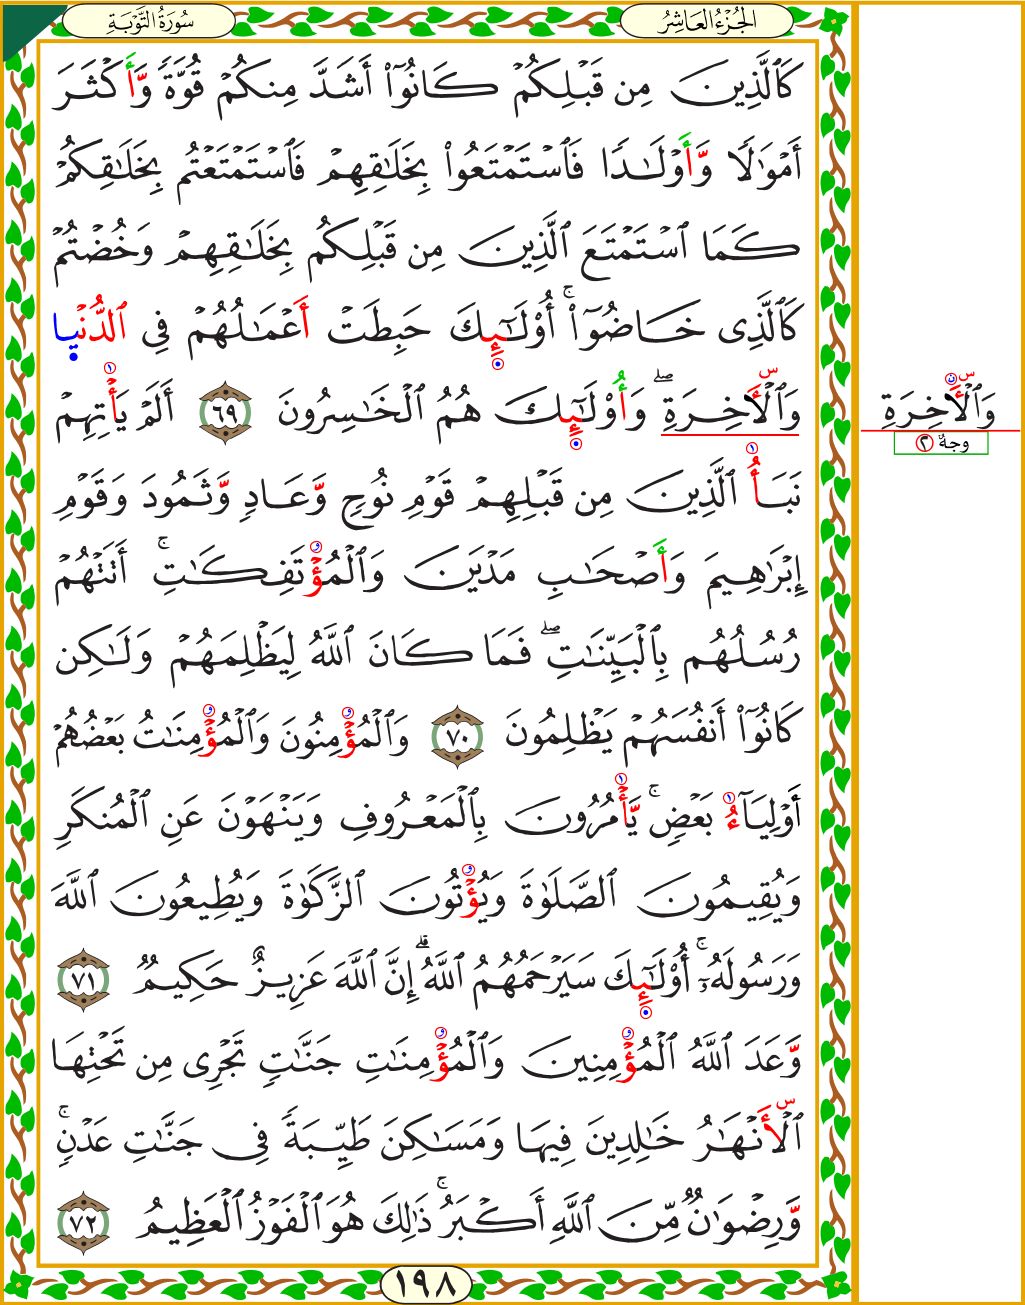 الجُزْءُ العَاشِرُ
سُورَةُ التَّوْبَةِ
كَٱلَّذِينَ مِن قَبْلِكُمْ كَانُوٓا۟ أَشَدَّ مِنكُمْ قُوَّةً وَأَكْثَرَ
أَمْوَٰلًا وَأَوْلَـٰدًا فَٱسْتَمْتَعُوا۟ بِخَلَـٰقِهِمْ فَٱسْتَمْتَعْتُم بِخَلَـٰقِكُمْ
كَمَا ٱسْتَمْتَعَ ٱلَّذِينَ مِن قَبْلِكُم بِخَلَـٰقِهِمْ وَخُضْتُمْ
كَٱلَّذِى خَاضُوٓا۟ ۚ أُو۟لَـٰٓئِكَ حَبِطَتْ أَعْمَـٰلُهُمْ فِى ٱلدُّنْيَا
وَٱلْـَٔاخِرَةِ ۖ وَأُو۟لَـٰٓئِكَ هُمُ ٱلْخَـٰسِرُونَ ٦٩ أَلَمْ يَأْتِهِمْ
نَبَأُ ٱلَّذِينَ مِن قَبْلِهِمْ قَوْمِ نُوحٍ وَعَادٍ وَثَمُودَ وَقَوْمِ
إِبْرَٰهِيمَ وَأَصْحَـٰبِ مَدْيَنَ وَٱلْمُؤْتَفِكَـٰتِ ۚ أَتَتْهُمْ
رُسُلُهُم بِٱلْبَيِّنَـٰتِ ۖ فَمَا كَانَ ٱللَّهُ لِيَظْلِمَهُمْ وَلَـٰكِن
كَانُوٓا۟ أَنفُسَهُمْ يَظْلِمُونَ ٧٠ وَٱلْمُؤْمِنُونَ وَٱلْمُؤْمِنَـٰتُ بَعْضُهُمْ
أَوْلِيَآءُ بَعْضٍ ۚ يَأْمُرُونَ بِٱلْمَعْرُوفِ وَيَنْهَوْنَ عَنِ ٱلْمُنكَرِ
وَيُقِيمُونَ ٱلصَّلَوٰةَ وَيُؤْتُونَ ٱلزَّكَوٰةَ وَيُطِيعُونَ ٱللَّهَ
وَرَسُولَهُۥٓ ۚ أُو۟لَـٰٓئِكَ سَيَرْحَمُهُمُ ٱللَّهُ ۗ إِنَّ ٱللَّهَ عَزِيزٌ حَكِيمٌ ٧١
وَعَدَ ٱللَّهُ ٱلْمُؤْمِنِينَ وَٱلْمُؤْمِنَـٰتِ جَنَّـٰتٍ تَجْرِى مِن تَحْتِهَا
ٱلْأَنْهَـٰرُ خَـٰلِدِينَ فِيهَا وَمَسَـٰكِنَ طَيِّبَةً فِى جَنَّـٰتِ عَدْنٍ ۚ
وَرِضْوَٰنٌ مِّنَ ٱللَّهِ أَكْبَرُ ۚ ذَٰلِكَ هُوَ ٱلْفَوْزُ ٱلْعَظِيمُ ٧٢
١٩٨
وَٱلْـَٔاخِرَةِ
وجهٌ ٢